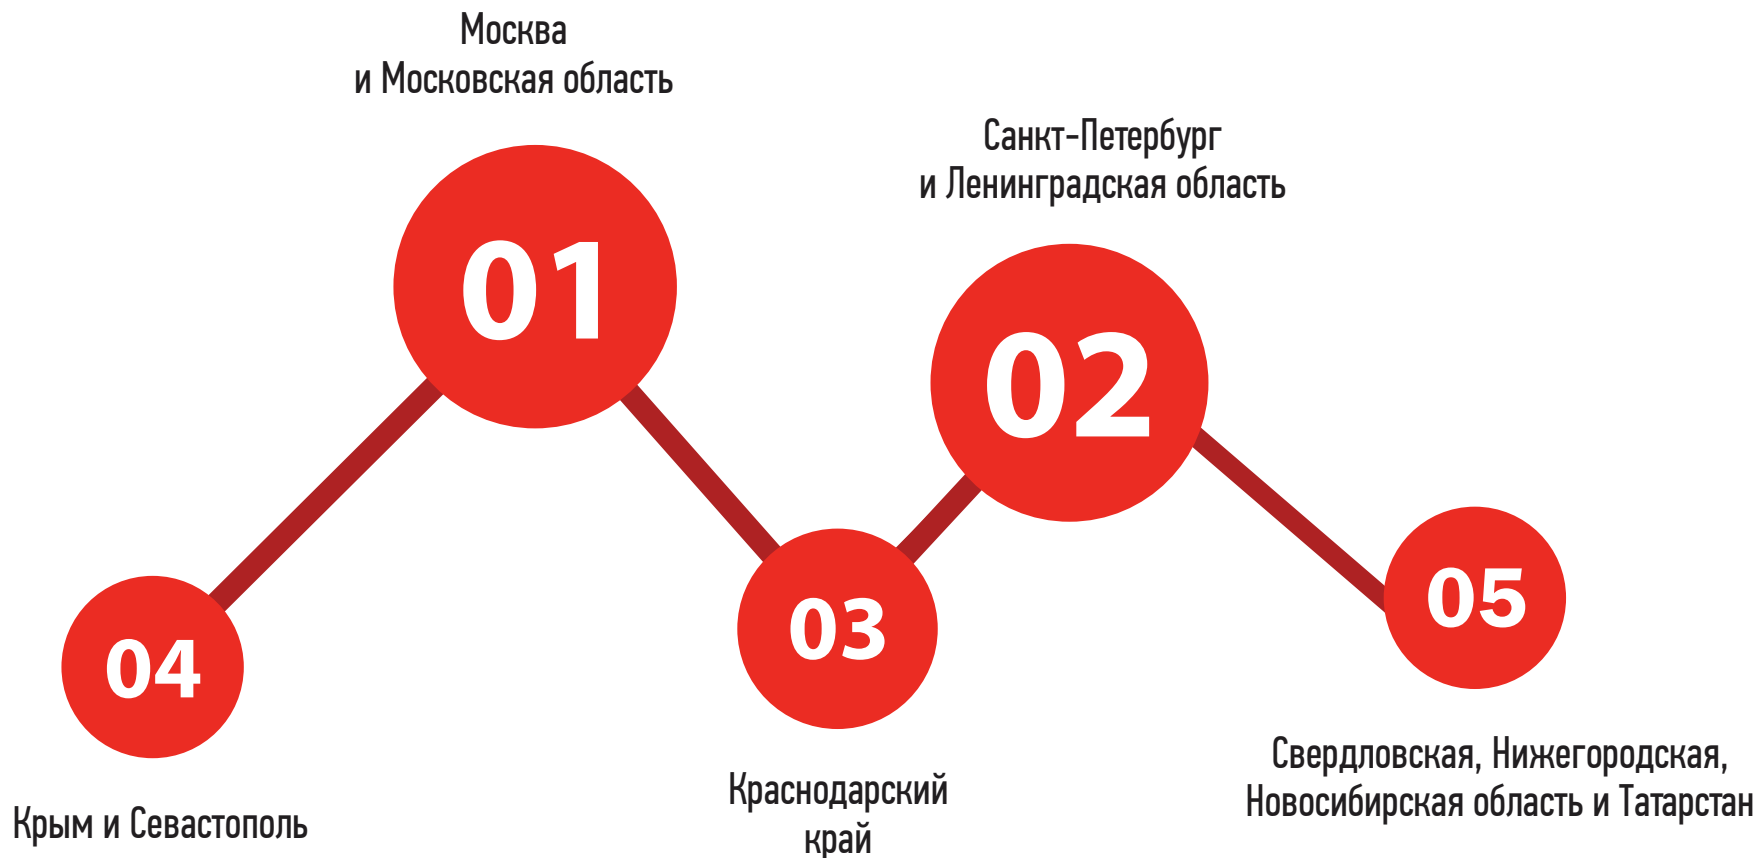 Москва
и Московская область
01
Санкт-Петербург
и Ленинградская область
02
03
Краснодарский
край
04
Крым и Севастополь
05
Свердловская, Нижегородская,
Новосибирская область и Татарстан